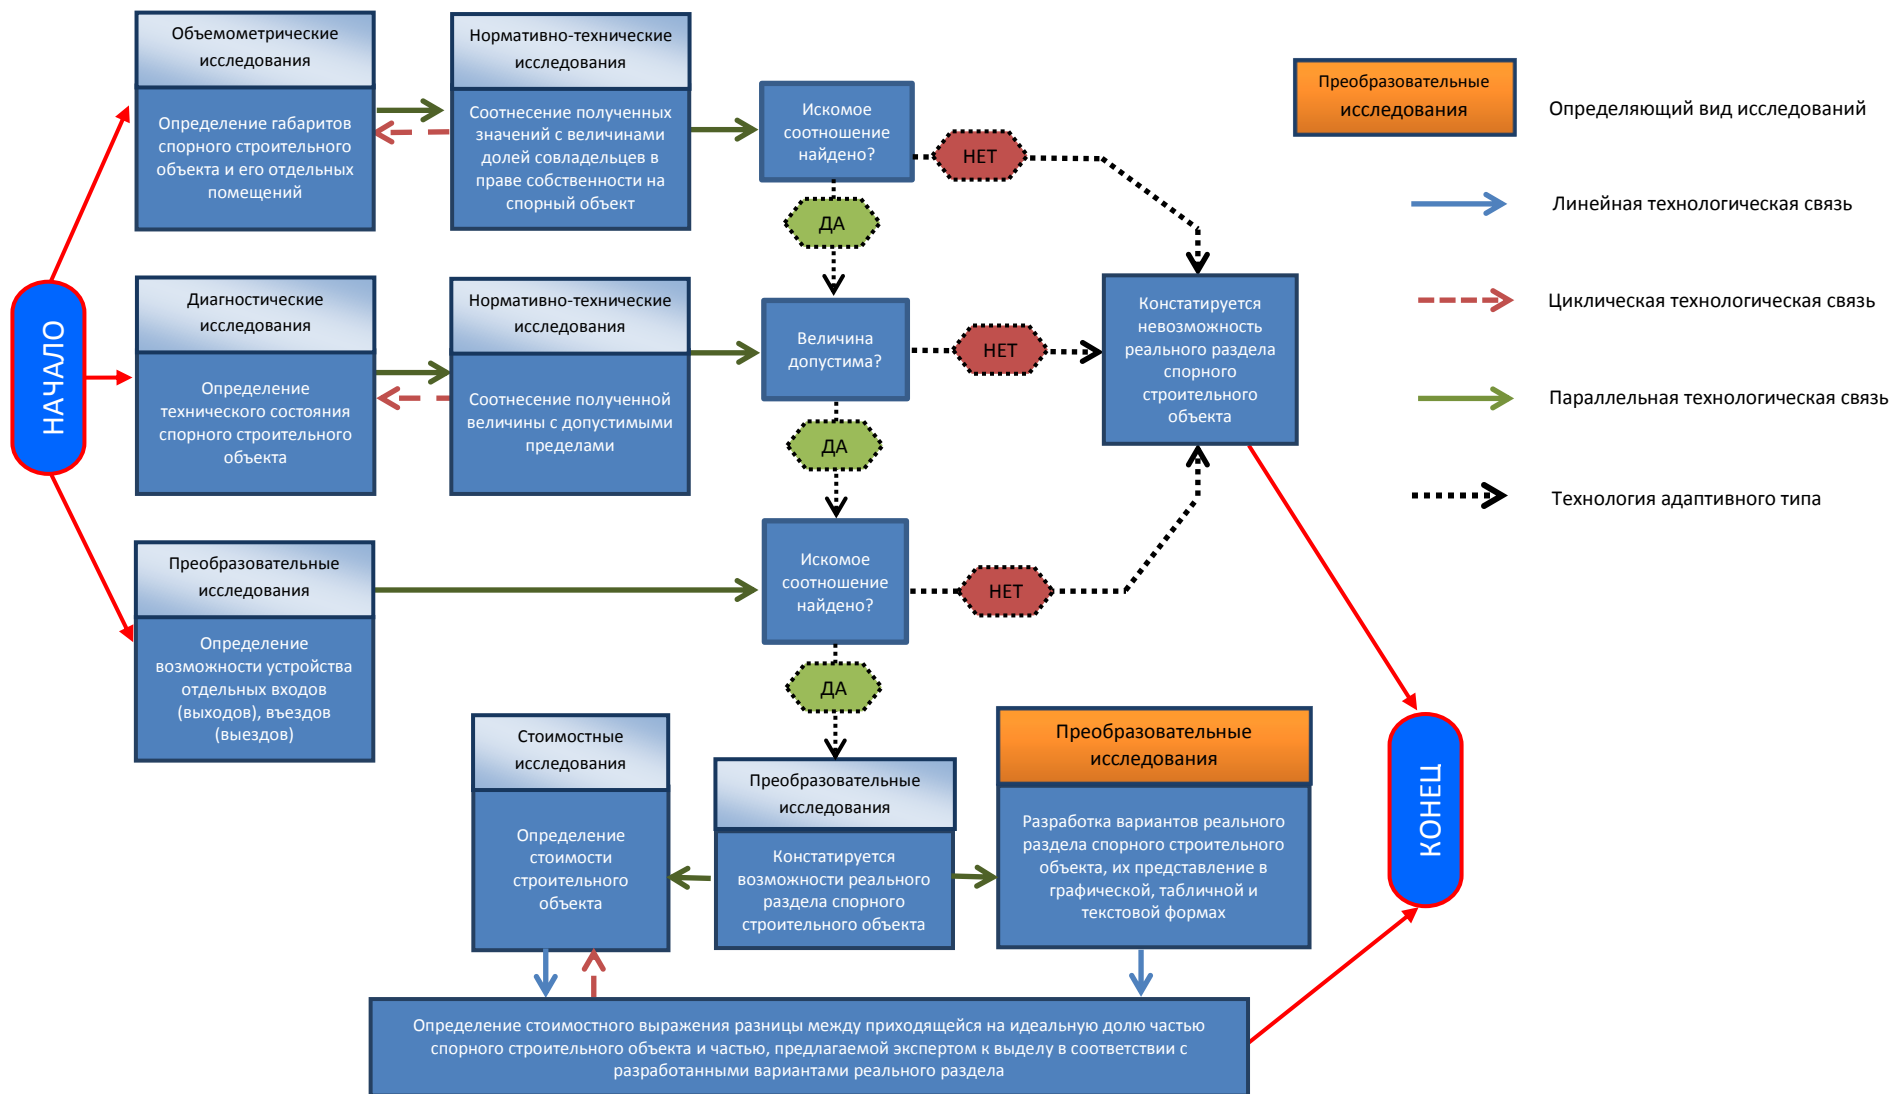 Объемометрические
исследования
Определение габаритов
спорного строительного
объекта и его отдельных
помещений
Нормативно-технические
исследования
Соотнесение полученных
значений с величинами
долей совладельцев в
праве собственности на
спорный объект
Искомое
соотношение
найдено?
НЕТ
ДА
Преобразовательные
исследования
Определяющий вид исследований
Линейная технологическая связь
Циклическая технологическая связь
Параллельная технологическая связь
Технология адаптивного типа
НАЧАЛО
Диагностические
исследования
Определение
технического состояния
спорного строительного
объекта
Нормативно-технические
исследования
Соотнесение полученной
величины с допустимыми
пределами
Величина
допустима?
НЕТ
ДА
Констатируется
невозможность
реального раздела
спорного
строительного
объекта
Преобразовательные
исследования
Определение
возможности устройства
отдельных входов
(выходов), въездов
(выездов)
Искомое
соотношение
найдено?
НЕТ
ДА
Стоимостные
исследования
Определение
стоимости
строительного
объекта
Преобразовательные
исследования
Констатируется
возможности реального
раздела спорного
строительного объекта
Преобразовательные
исследования
Разработка вариантов реального
раздела спорного строительного
объекта, их представление в
графической, табличной и
текстовой формах
КОНЕЦ
Определение стоимостного выражения разницы между приходящейся на идеальную долю частью
спорного строительного объекта и частью, предлагаемой экспертом к выделу в соответствии с
разработанными вариантами реального раздела